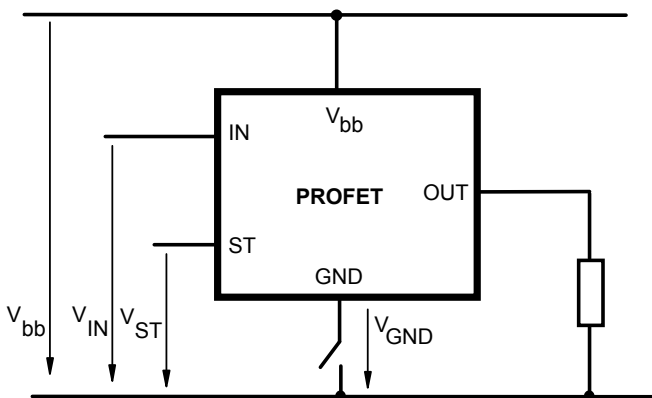 Vbb
IN
PROFET
OUT
ST
GND
Vbb
VIN
VST
VGND